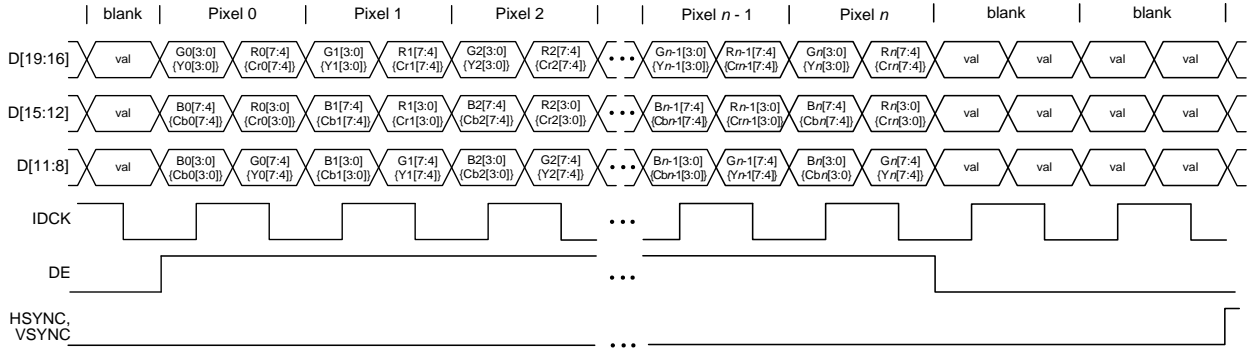 blank Pixel 0 Pixel 1 Pixel 2 Pixel n - 1 Pixel n blank blank
D[19:16] val G0[3:0] R0[7:4] G1[3:0] R1[7:4] G2[3:0] R2[7:4] ••• Gn-1[3:0] Rn-1[7:4] Gn[3:0] Rn[7:4] val val val val
{Y0[3:0]} {Cr0[7:4]} {Y1[3:0]} {Cr1[7:4]} {Y2[3:0]} {Cr2[7:4]} {Yn-1[3:0]} {Crn-1[7:4]} {Yn[3:0]} {Crn[7:4]}
D[15:12] val B0[7:4] R0[3:0] B1[7:4] R1[3:0] B2[7:4] R2[3:0] ••• Bn-1[7:4] Rn-1[3:0] Bn[7:4] Rn[3:0] val val val val
{Cb0[7:4]} {Cr0[3:0]} {Cb1[7:4]} {Cr1[3:0]} {Cb2[7:4]} {Cr2[3:0]} {Cbn-1[7:4]} {Crn-1[3:0]} {Cbn[7:4]} {Crn[3:0]}
D[11:8] val B0[3:0] G0[7:4] B1[3:0] G1[7:4] B2[3:0] G2[7:4] ••• Bn-1[3:0] Gn-1[7:4] Bn[3:0] Gn[7:4] val val val val
{Cb0[3:0]} {Y0[7:4]} {Cb1[3:0]} {Y1[7:4]} {Cb2[3:0]} {Y2[7:4]} {Cbn-1[3:0]} {Yn-1[7:4]} {Cbn[3:0} {Yn[7:4]}
IDCK •••
DE •••
HSYNC,
VSYNC •••